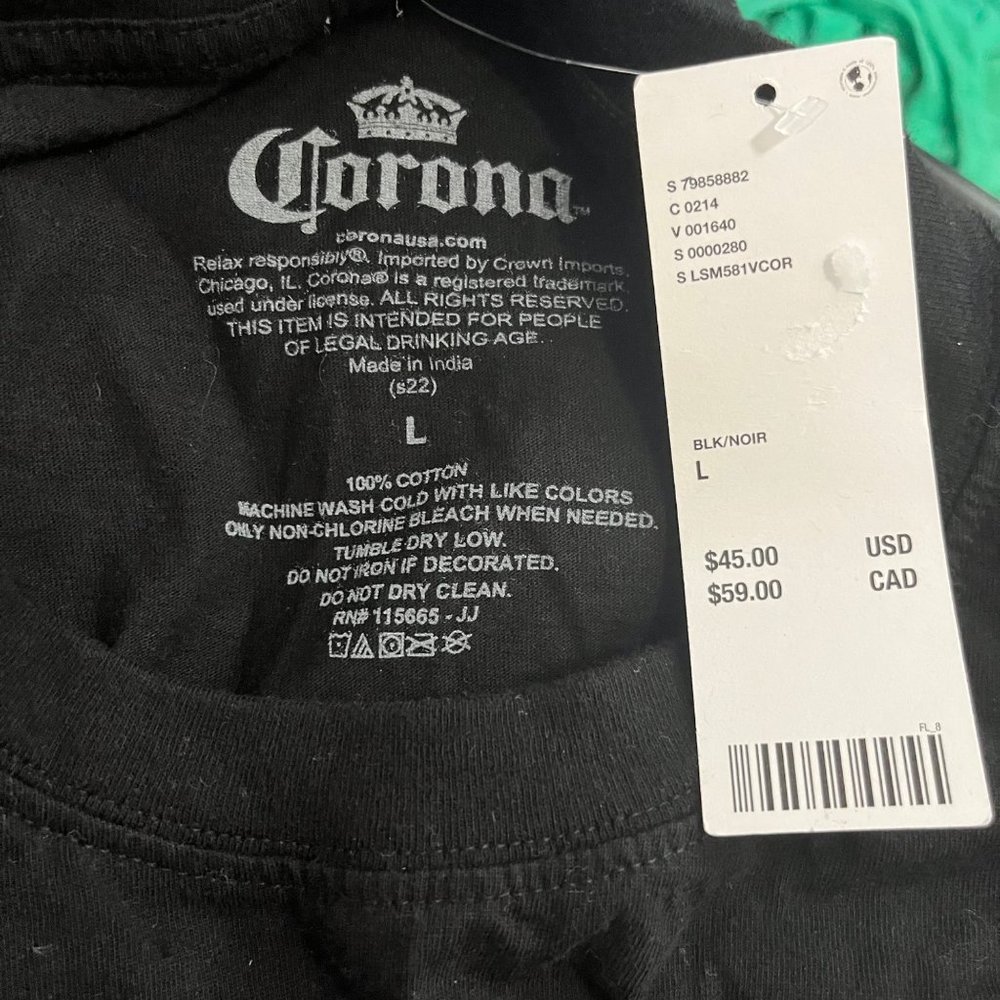 Corona™
coronausa.com
Relax responsibly®. Imported by Crown Imports,
Chicago, IL. Corona® is a registered trademark,
used under license. ALL RIGHTS RESERVED.
THIS ITEM IS INTENDED FOR PEOPLE
OF LEGAL DRINKING AGE.
Made in India
(s22)
L
100% COTTON
MACHINE WASH COLD WITH LIKE COLORS
ONLY NON-CHLORINE BLEACH WHEN NEEDED.
TUMBLE DRY LOW.
DO NOT IRON IF DECORATED.
DO NOT DRY CLEAN.
RN# 115665 - JJ
S 79858882
C 0214
V 001640
S 0000280
S LSM581VCOR
BLK/NOIR
L
$45.00 USD
$59.00 CAD
FL_8